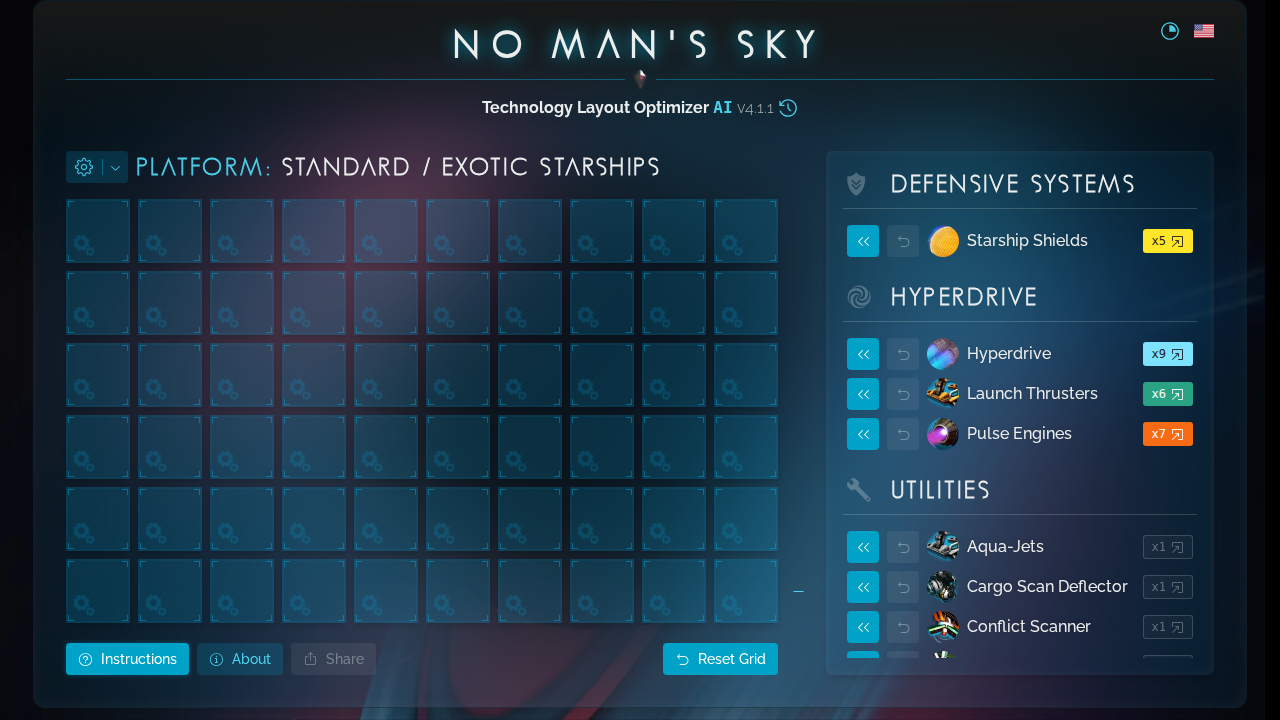 NO MAN'S SKY
Technology Layout Optimizer AI v4.1.1
PLATFORM: STANDARD / EXOTIC STARSHIPS
DEFENSIVE SYSTEMS
Starship Shields x5
HYPERDRIVE
Hyperdrive x9
Launch Thrusters x6
Pulse Engines x7
UTILITIES
Aqua-Jets x1
Cargo Scan Deflector x1
Conflict Scanner x1
Instructions About Share Reset Grid